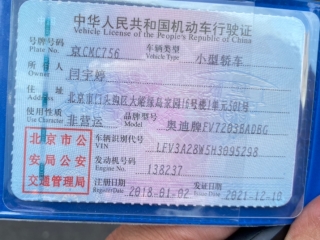 中华人民共和国机动车行驶证
Vehicle License of the People's Republic of China
号牌号码 京CMC756 车辆类型 小型轿车
Plate No. Vehicle Type
所有人 闫宇婷
Owner
住址 北京市门头沟区大峪绿岛家园15号楼1单元501号
Address
使用性质 非营运 品牌型号 奥迪牌FV7203BADBG
Use Character Model
车辆识别代号 LFV3A28W5H3095298
VIN
发动机号码 138237
Engine No.
注册日期 2018-01-02 发证日期 2021-12-10
Register Date Issue Date
北京市公
安局公安
交通管理局